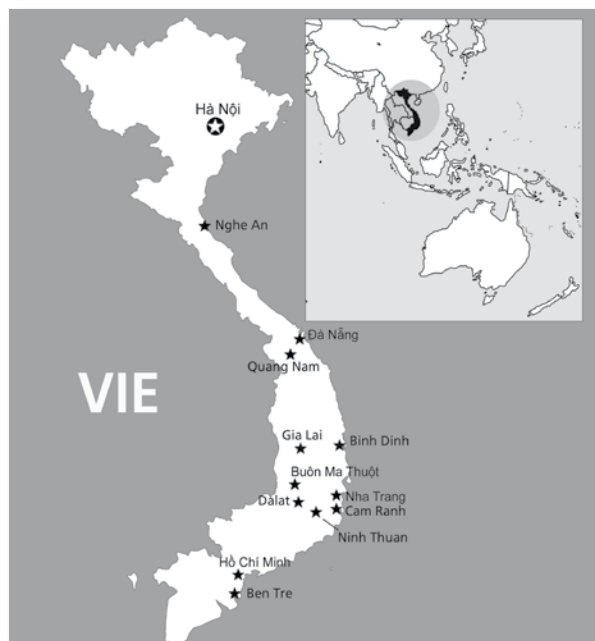 Hà Nội
Nghe An
Đà Nẵng
Quang Nam
VIE
Gia Lai
Binh Dinh
Buôn Ma Thuột
Dalat
Nha Trang
Cam Ranh
Ninh Thuan
Hồ Chí Minh
Ben Tre